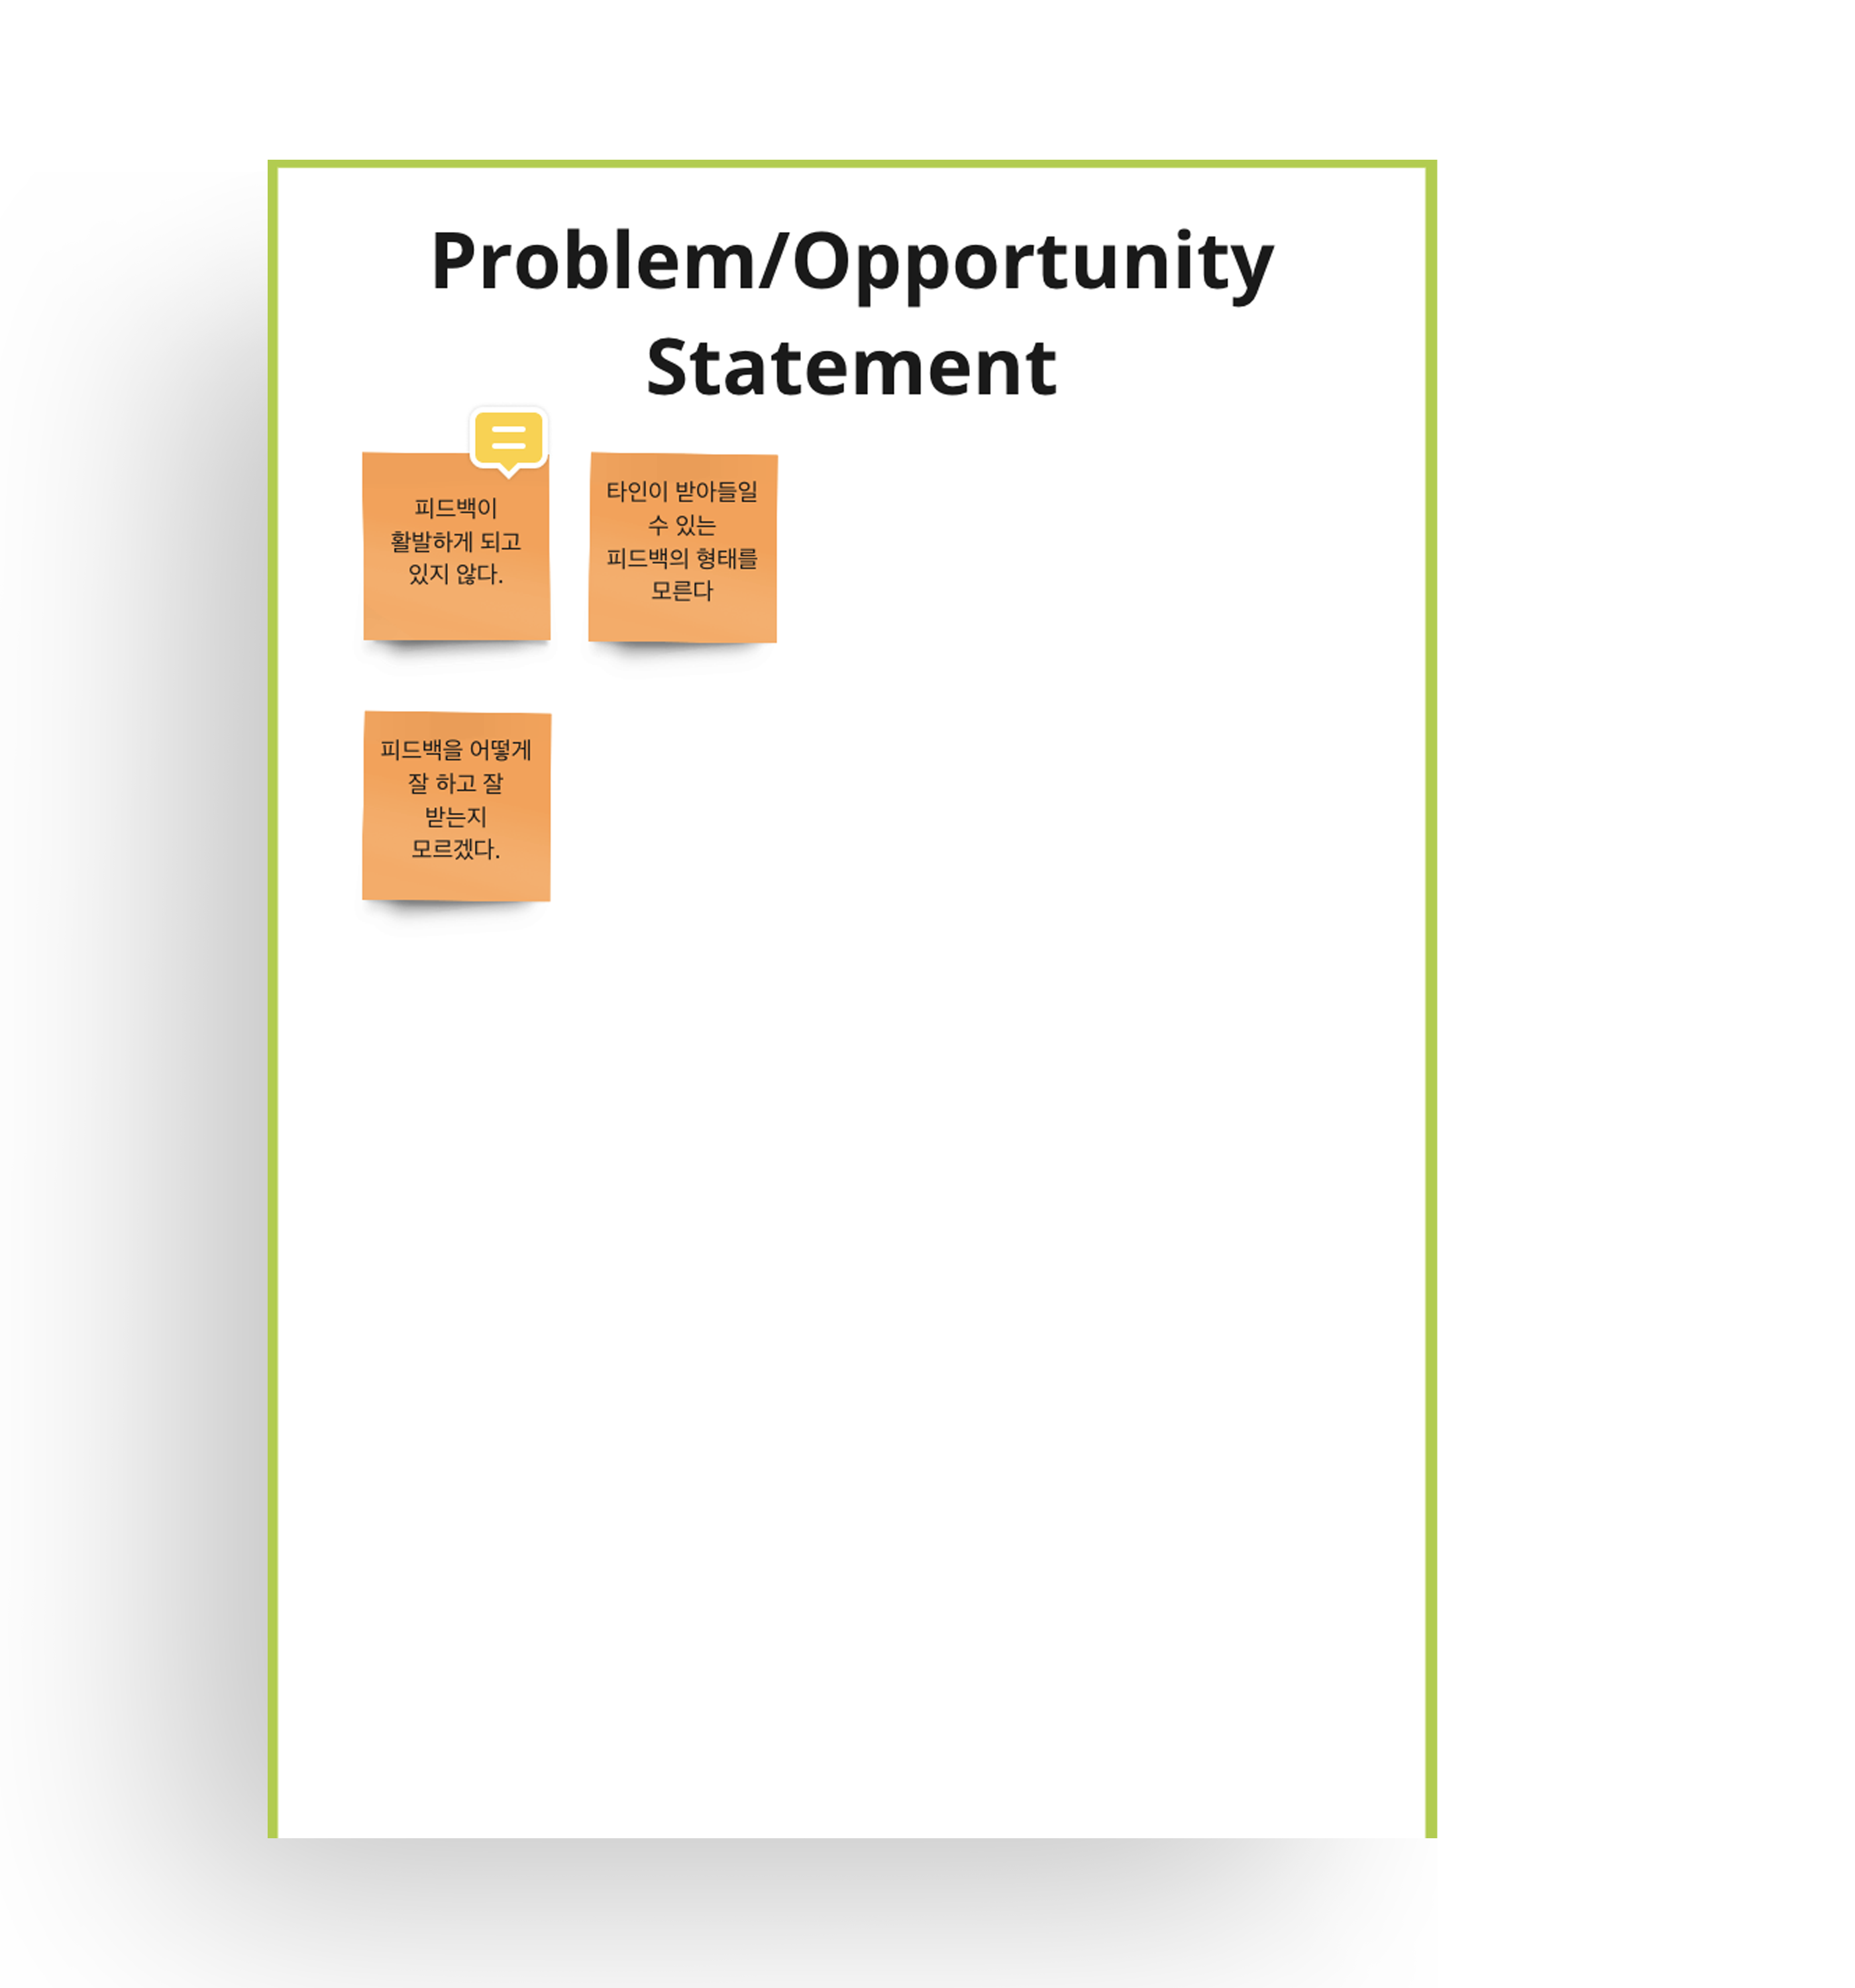 Problem/Opportunity
Statement
피드백이
활발하게 되고
있지 않다.
타인이 받아들일
수 있는
피드백의 형태를
모른다
피드백을 어떻게
잘 하고 잘
받는지
모르겠다.